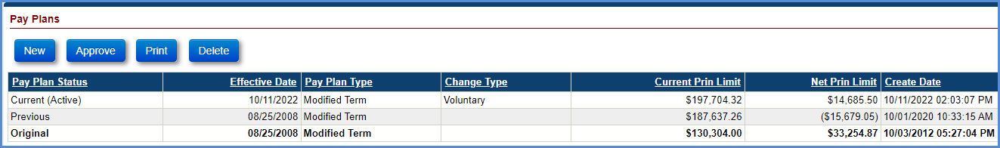 Pay Plans
New Approve Print Delete
Pay Plan Status Effective Date Pay Plan Type Change Type Current Prin Limit Net Prin Limit Create Date
Current (Active) 10/11/2022 Modified Term Voluntary $197,704.32 $14,685.50 10/11/2022 02:03:07 PM
Previous 08/25/2008 Modified Term $187,637.26 ($15,679.05) 10/01/2020 10:33:15 AM
Original 08/25/2008 Modified Term $130,304.00 $33,254.87 10/03/2012 05:27:04 PM